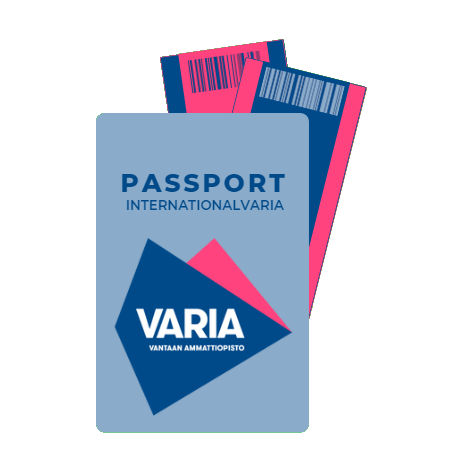 PASSPORT
INTERNATIONALVARIA
VARIA
VANTAAN AMMATTIOPISTO